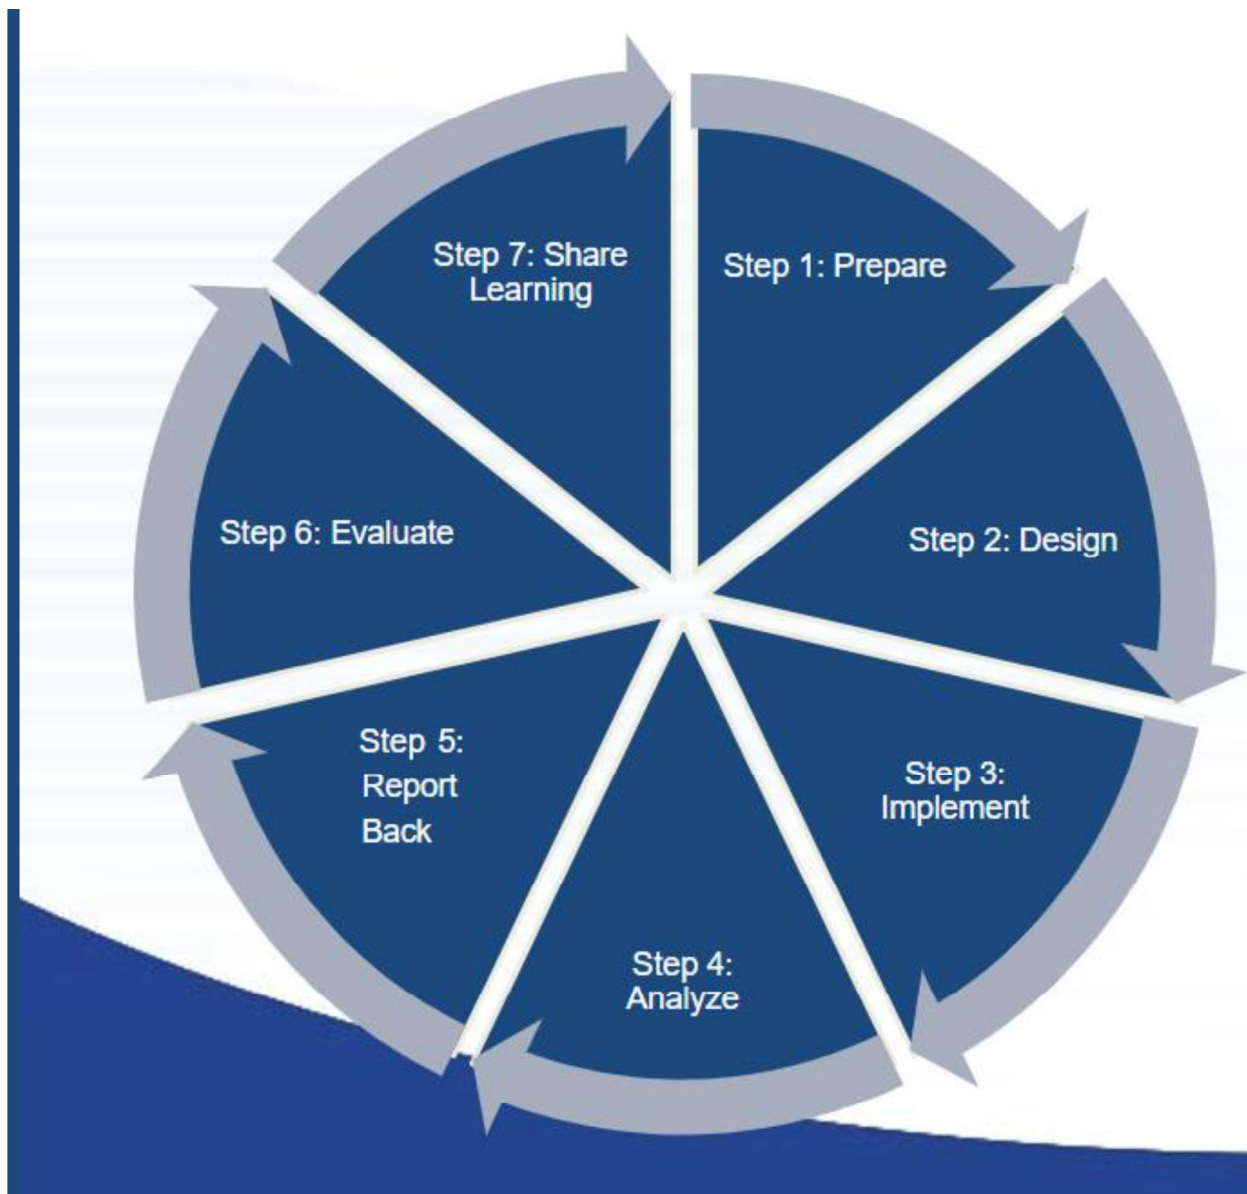 Step 1: Prepare
Step 2: Design
Step 3:
Implement
Step 4:
Analyze
Step 5:
Report
Back
Step 6: Evaluate
Step 7: Share
Learning